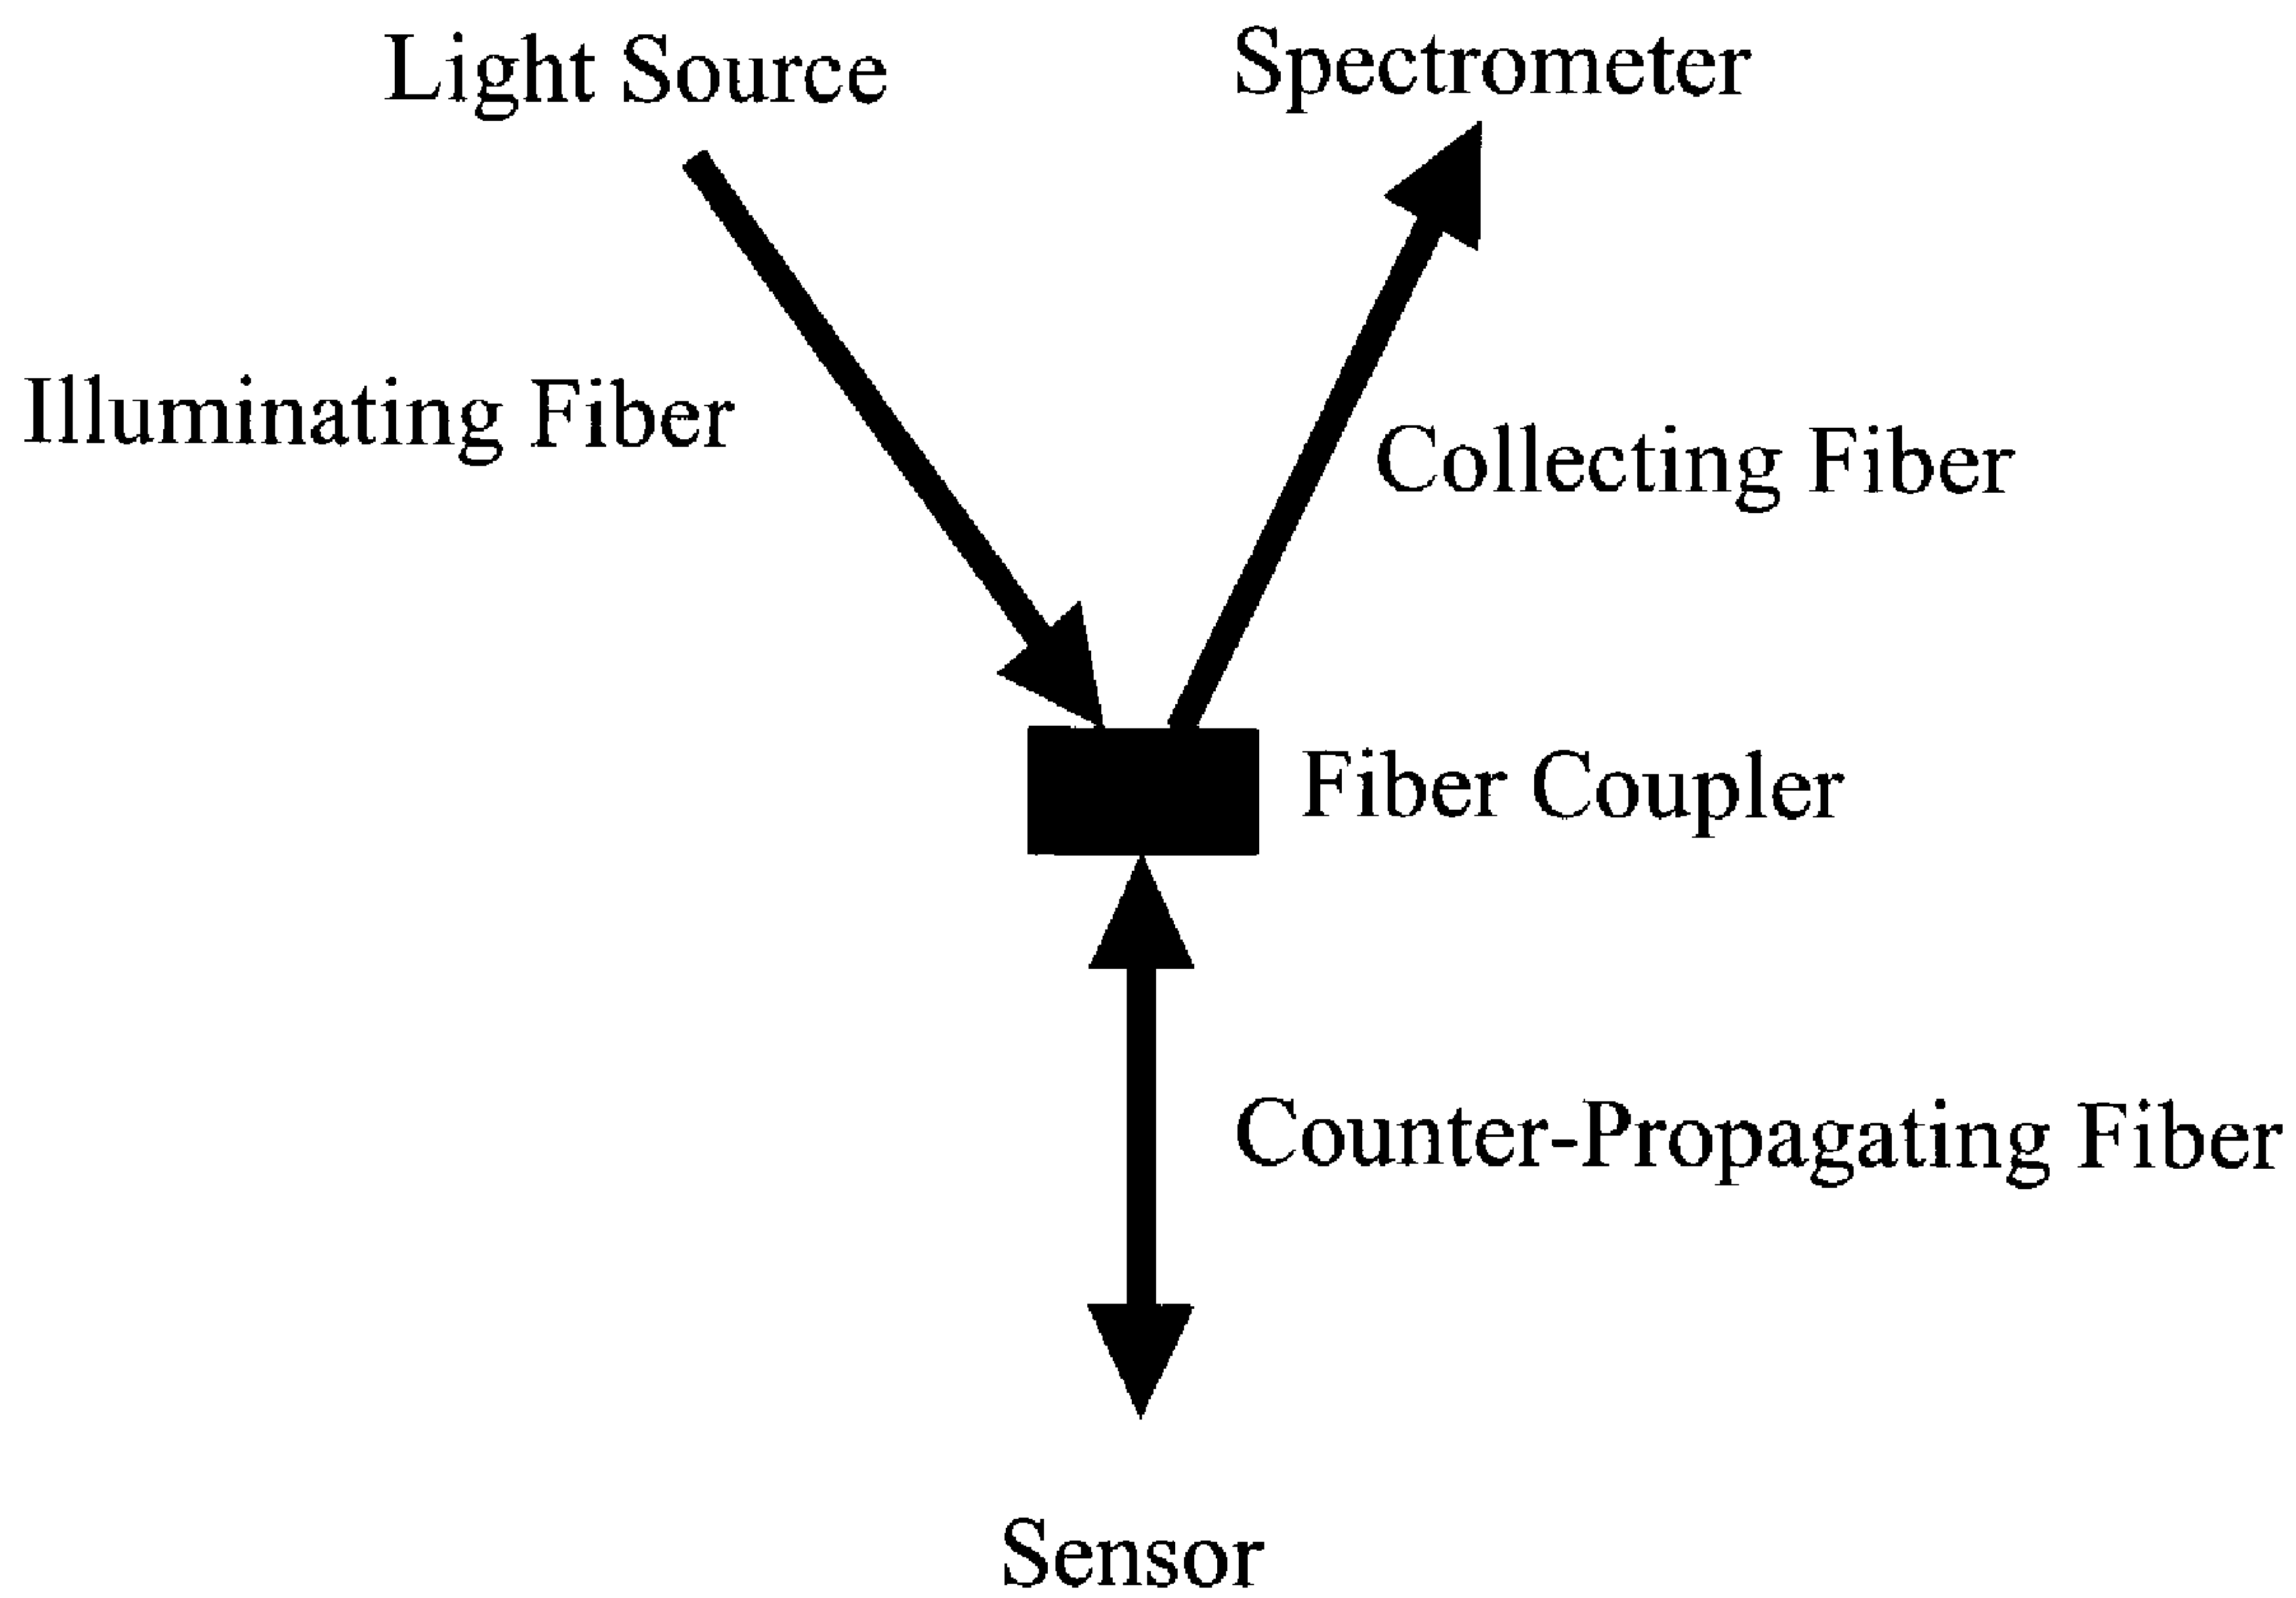 Light Source
Spectrometer
Illuminating Fiber
Collecting Fiber
Fiber Coupler
Counter-Propagating Fiber
Sensor